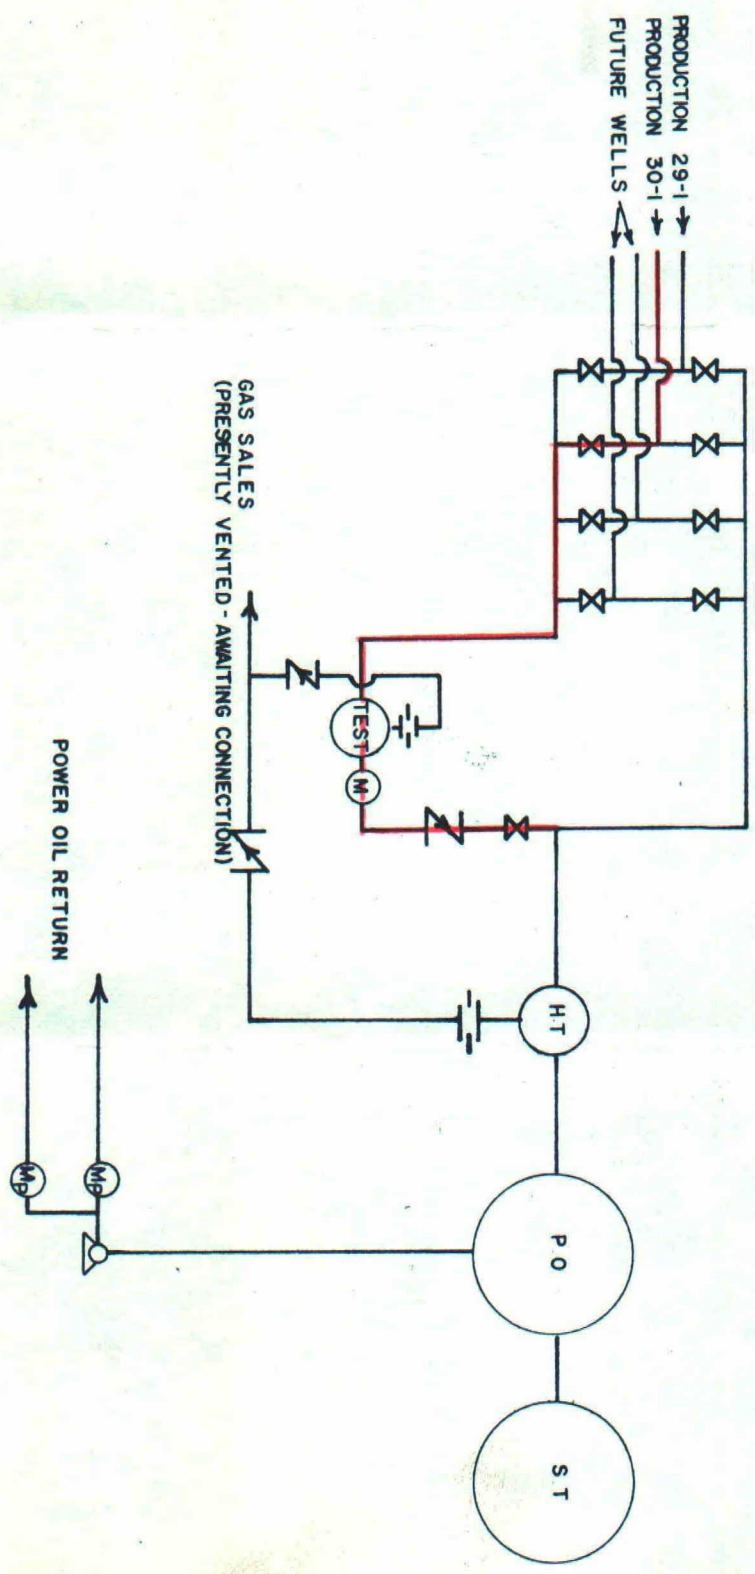 PRODUCTION 29-1
PRODUCTION 30-1
FUTURE WELLS
GAS SALES
(PRESENTLY VENTED - AWAITING CONNECTION)
TEST
M
H.T
P.O
S.T
POWER OIL RETURN
Mp
Mp